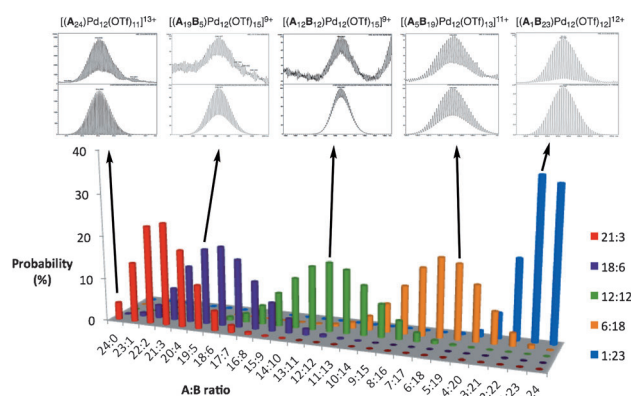 [(A₂₄)Pd₁₂(OTf)₁₁]¹³⁺ [(A₁₉B₅)Pd₁₂(OTf)₁₅]⁹⁺ [(A₁₂B₁₂)Pd₁₂(OTf)₁₅]⁹⁺ [(A₅B₁₉)Pd₁₂(OTf)₁₃]¹¹⁺ [(A₁B₂₃)Pd₁₂(OTf)₁₂]¹²⁺
40
30
20
10
0
Probability
(%)
24:0 23:1 22:2 21:3 20:4 19:5 18:6 17:7 16:8 15:9 14:10 13:11 12:12 11:13 10:14 9:15 8:16 7:17 6:18 5:19 4:20 3:21 2:22 :23 24
A:B ratio
21:3
18:6
12:12
6:18
1:23